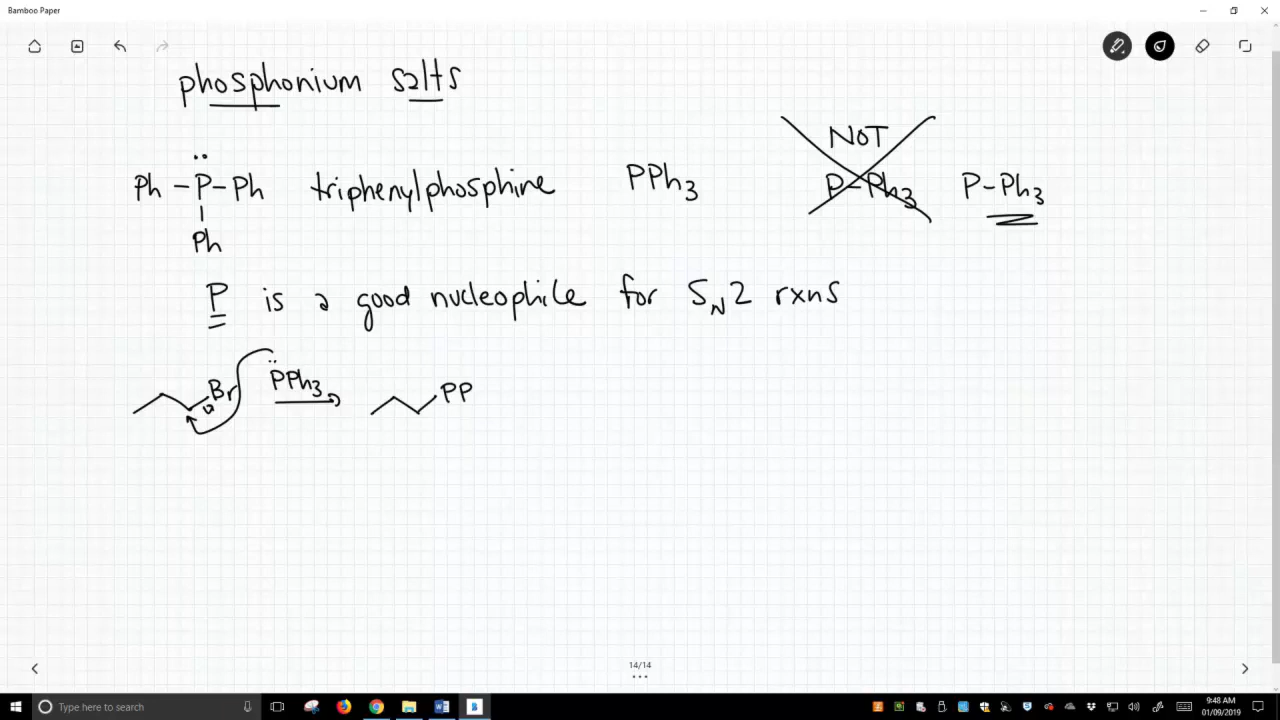 Bamboo Paper
phosphonium salts
NOT
Ph-P-Ph triphenylphosphine PPh3 P-Ph3 P-Ph3
Ph
P is a good nucleophile for SN2 rxns
Br PPh3 PP
14/14
Type here to search
9:48 AM
01/09/2019